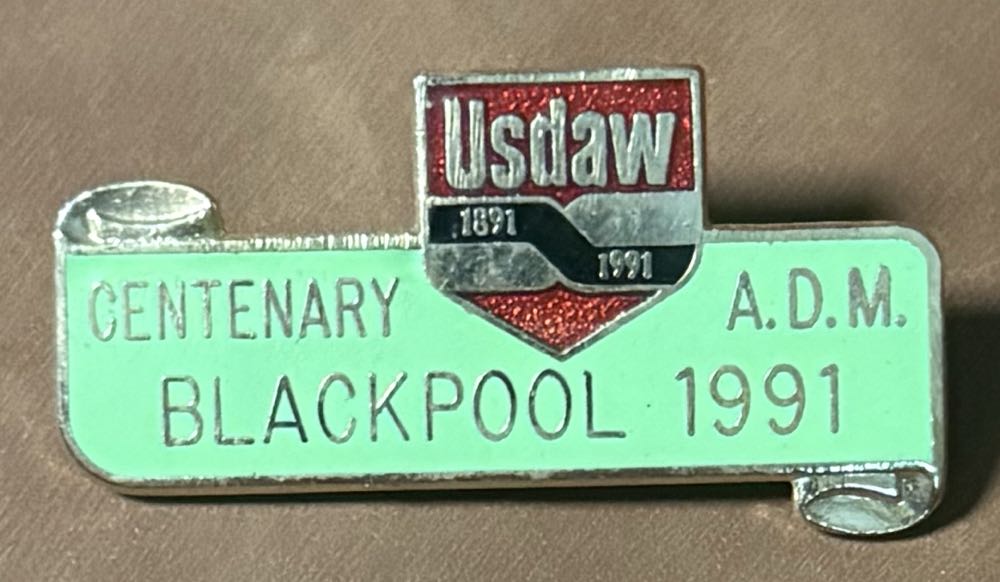 Usdaw
1891
1991
CENTENARY A.D.M.
BLACKPOOL 1991